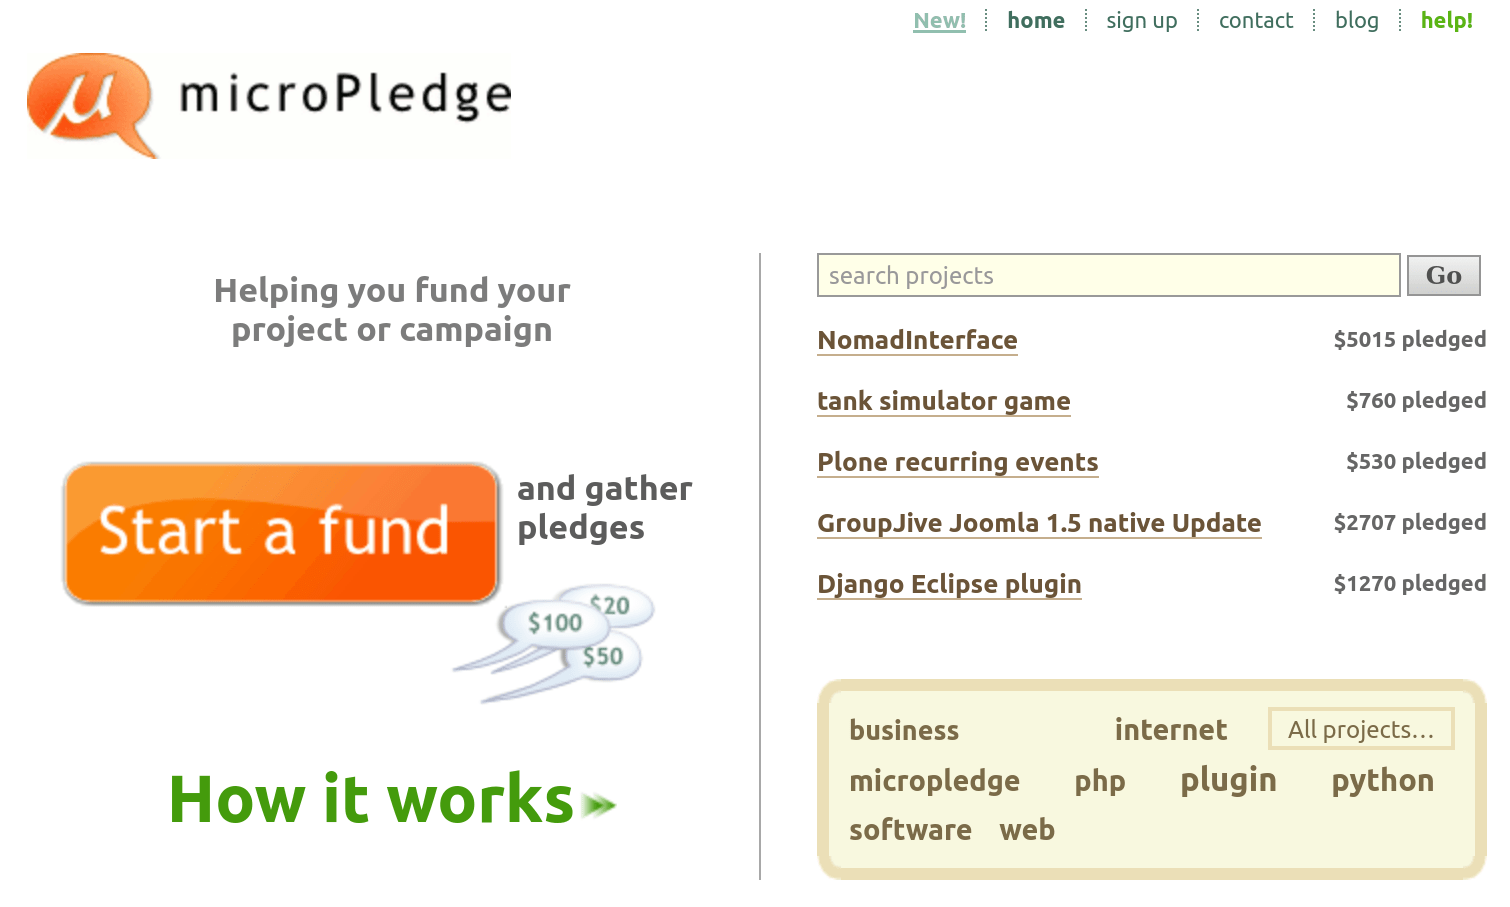 New! home sign up contact blog help!
µ microPledge
Helping you fund your
project or campaign
Start a fund
and gather
pledges
$20
$100
$50
How it works
search projects Go
NomadInterface $5015 pledged
tank simulator game $760 pledged
Plone recurring events $530 pledged
GroupJive Joomla 1.5 native Update $2707 pledged
Django Eclipse plugin $1270 pledged
business internet All projects…
micropledge php plugin python
software web